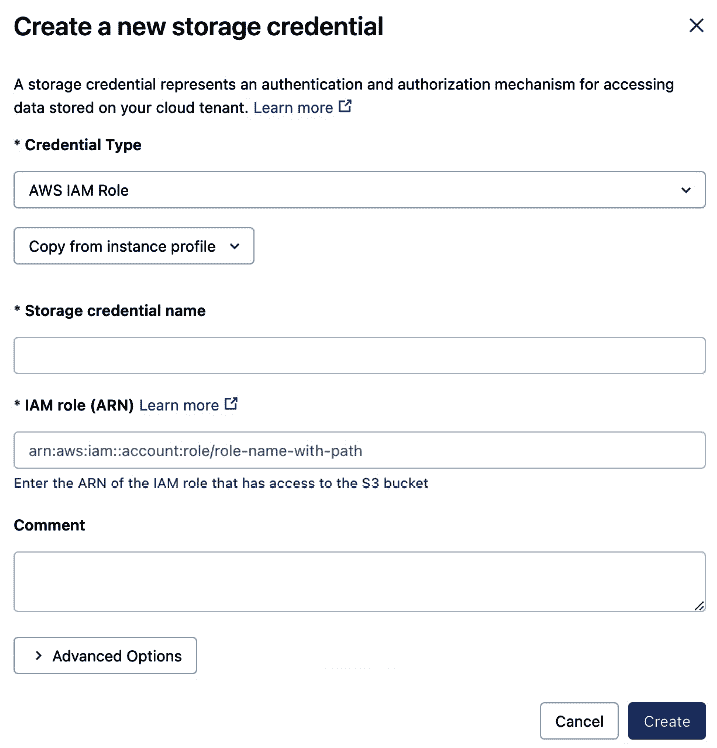 Create a new storage credential
A storage credential represents an authentication and authorization mechanism for accessing
data stored on your cloud tenant. Learn more
* Credential Type
AWS IAM Role
Copy from instance profile
* Storage credential name
* IAM role (ARN) Learn more
arn:aws:iam::account:role/role-name-with-path
Enter the ARN of the IAM role that has access to the S3 bucket
Comment
Advanced Options
Cancel Create